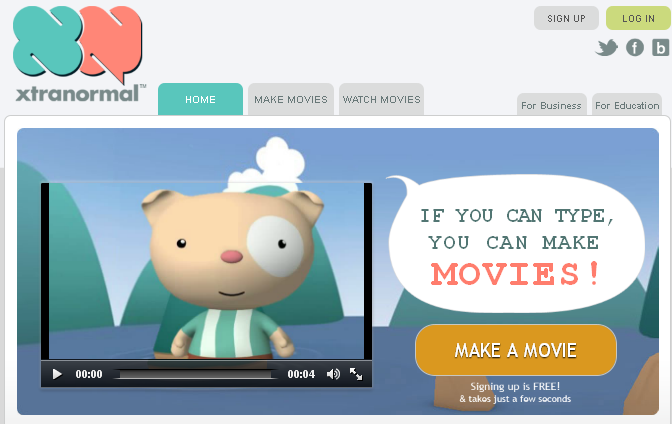 SIGN UP
LOG IN
xtranormal™
HOME
MAKE MOVIES
WATCH MOVIES
For Business
For Education
IF YOU CAN TYPE,
YOU CAN MAKE
MOVIES!
MAKE A MOVIE
Signing up is FREE!
& takes just a few seconds
00:00
00:04